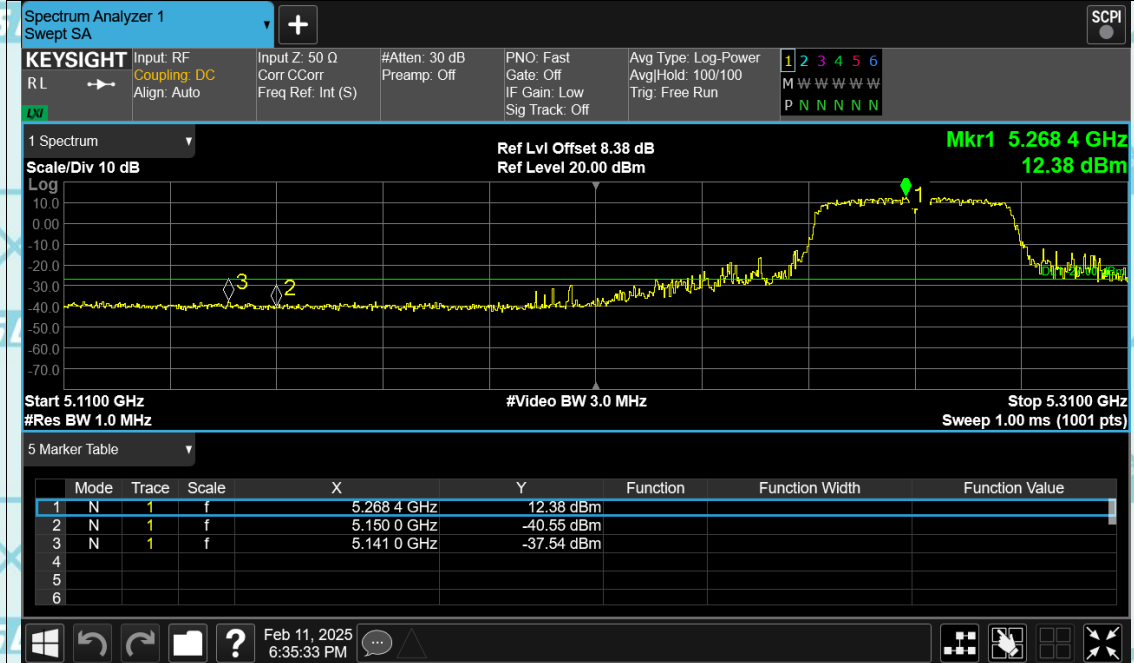 Spectrum Analyzer 1
Swept SA
+
SCPI
KEYSIGHT
RL
LXI
Input: RF
Coupling: DC
Align: Auto
Input Z: 50 Ω
Corr CCorr
Freq Ref: Int (S)
#Atten: 30 dB
Preamp: Off
PNO: Fast
Gate: Off
IF Gain: Low
Sig Track: Off
Avg Type: Log-Power
Avg|Hold: 100/100
Trig: Free Run
1 2 3 4 5 6
M W W W W W
P N N N N N
1 Spectrum
Scale/Div 10 dB
Log
Ref Lvl Offset 8.38 dB
Ref Level 20.00 dBm
Mkr1 5.268 4 GHz
12.38 dBm
10.0
0.00
-10.0
-20.0
-30.0
-40.0
-50.0
-60.0
-70.0
3
2
1
Start 5.1100 GHz
#Res BW 1.0 MHz
#Video BW 3.0 MHz
Stop 5.3100 GHz
Sweep 1.00 ms (1001 pts)
5 Marker Table
Mode Trace Scale X Y Function Function Width Function Value
1 N 1 f 5.268 4 GHz 12.38 dBm
2 N 1 f 5.150 0 GHz -40.55 dBm
3 N 1 f 5.141 0 GHz -37.54 dBm
4
5
6
?
Feb 11, 2025
6:35:33 PM